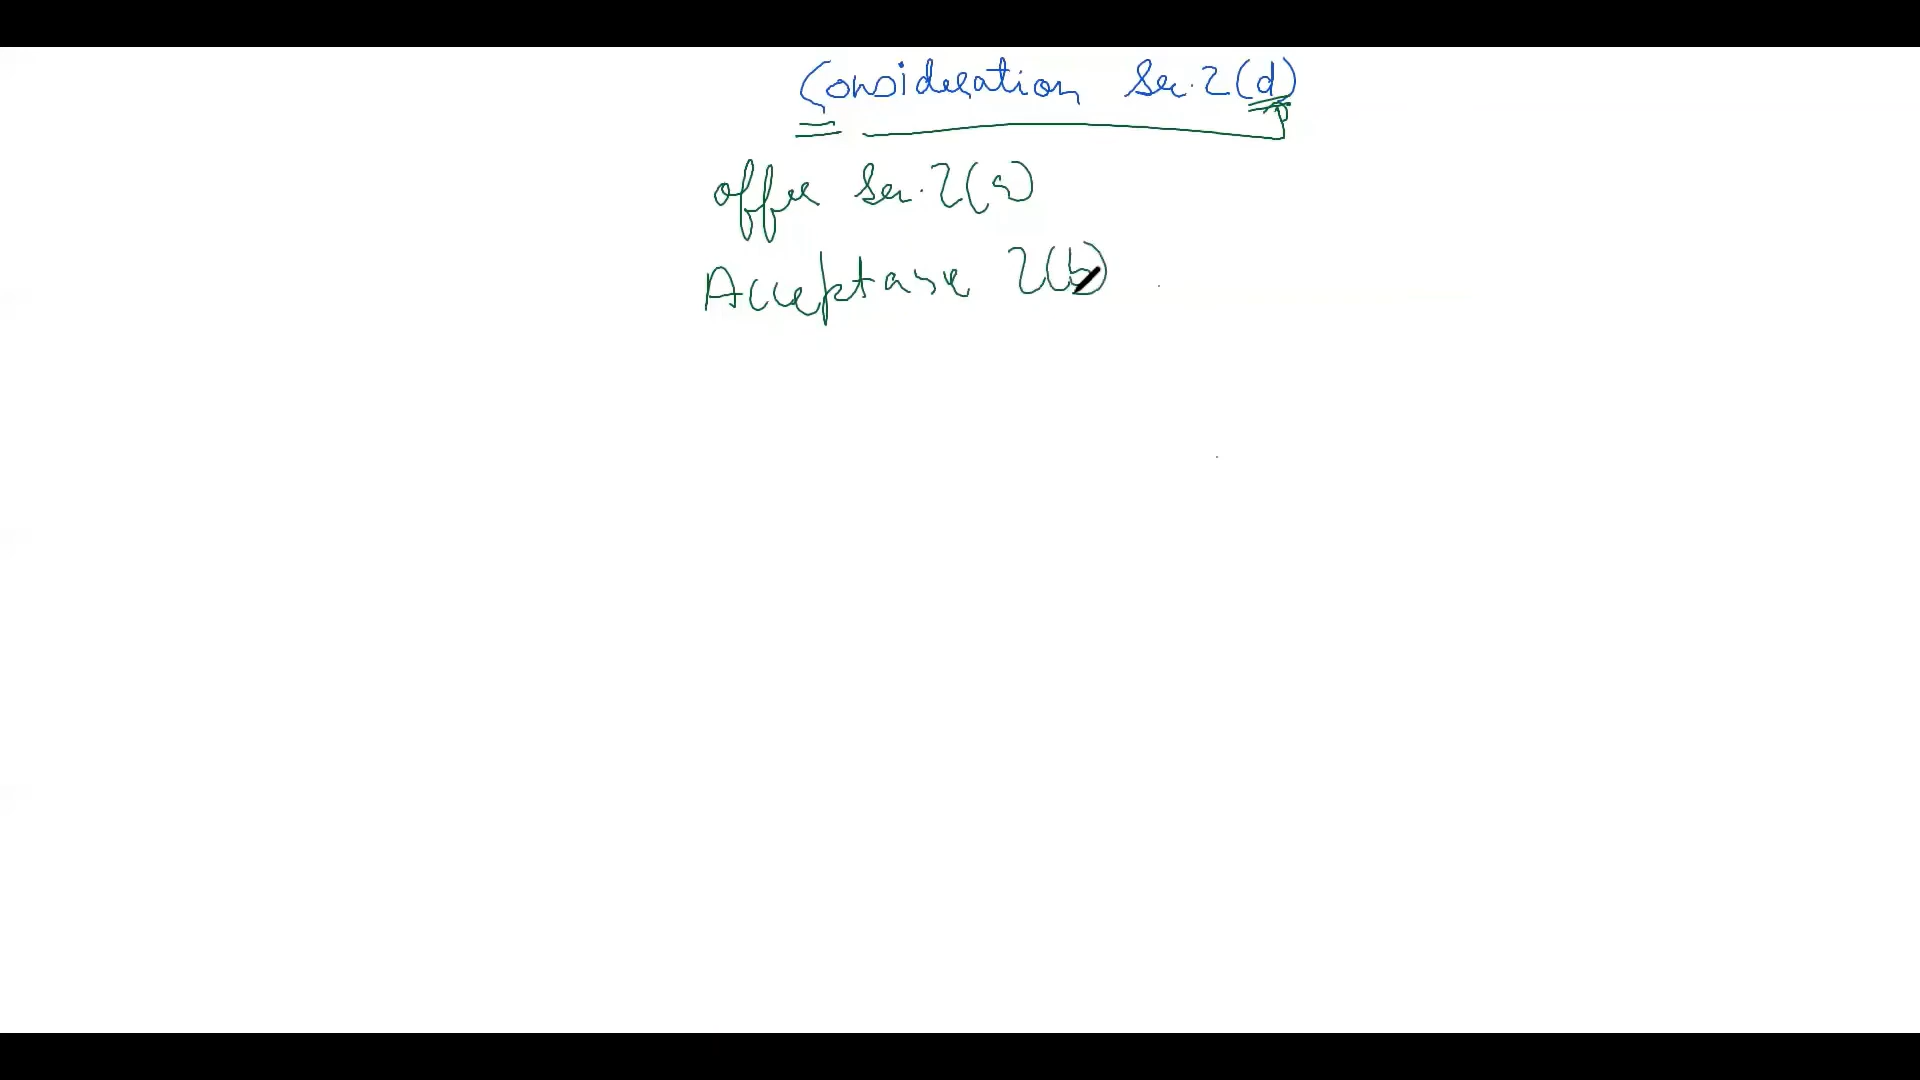 Consideration Sec. 2(d)
Offer Sec. 2(a)
Acceptance 2(b)